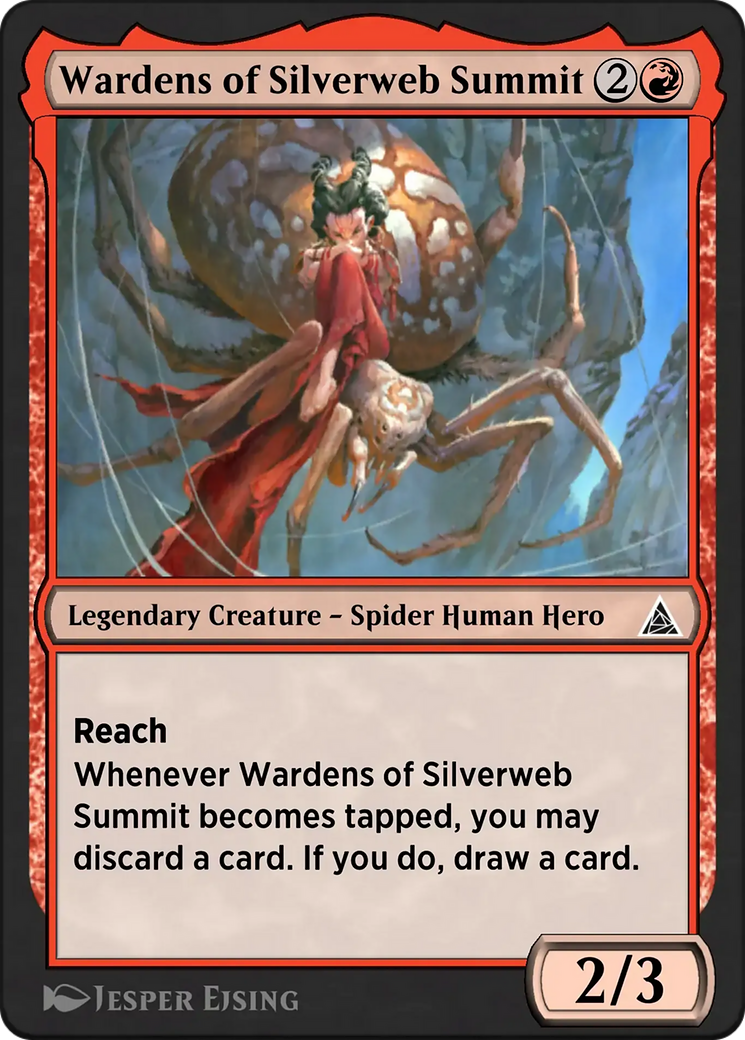 Wardens of Silverweb Summit 2
Legendary Creature – Spider Human Hero
Reach
Whenever Wardens of Silverweb
Summit becomes tapped, you may
discard a card. If you do, draw a card.
2/3
Jesper Ejsing